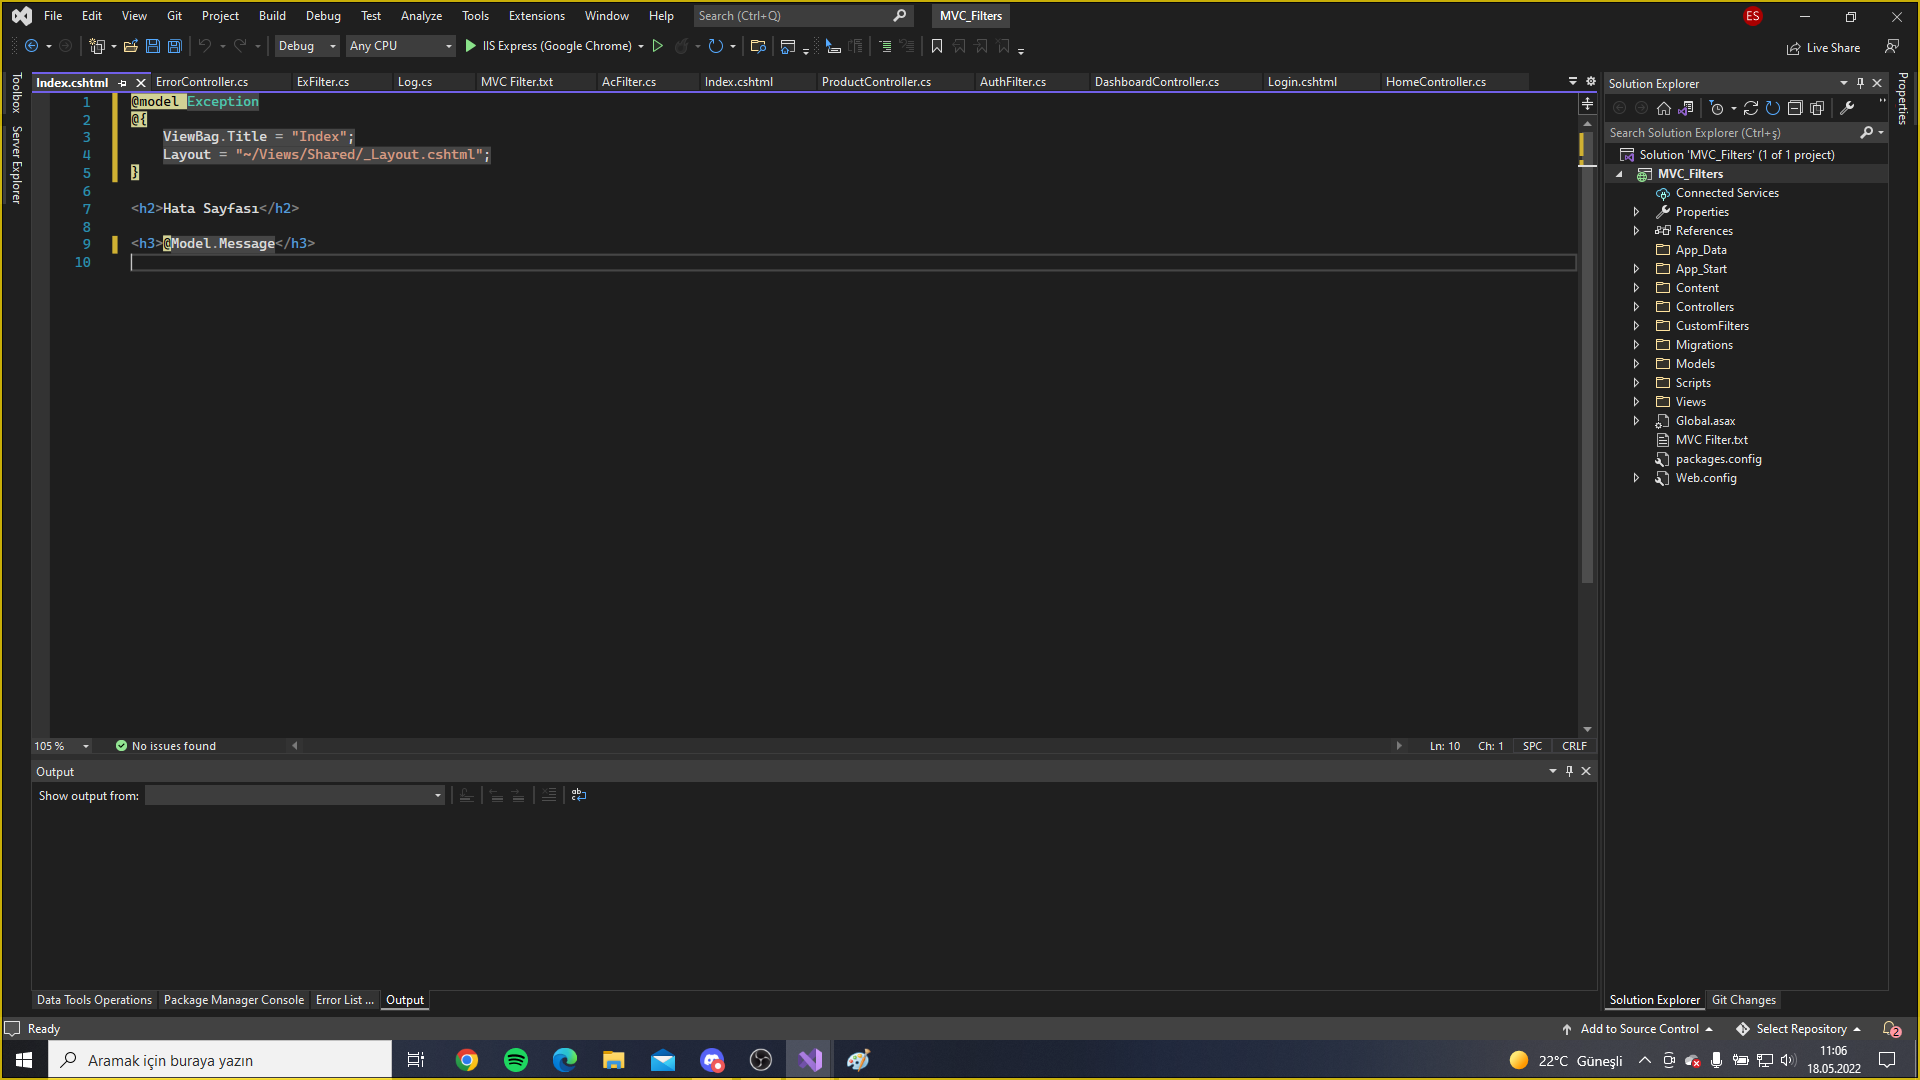 File Edit View Git Project Build Debug Test Analyze Tools Extensions Window Help Search (Ctrl+Q) MVC_Filters ES
Debug Any CPU IIS Express (Google Chrome) Live Share
Toolbox
Server Explorer
Index.cshtml ErrorController.cs ExFilter.cs Log.cs MVC Filter.txt AcFilter.cs Index.cshtml ProductController.cs AuthFilter.cs DashboardController.cs Login.cshtml HomeController.cs
1 @model Exception
2 @{
3 ViewBag.Title = "Index";
4 Layout = "~/Views/Shared/_Layout.cshtml";
5 }
6
7 <h2>Hata Sayfası</h2>
8
9 <h3>@Model.Message</h3>
10
105 % No issues found Ln: 10 Ch: 1 SPC CRLF
Output
Show output from:
Data Tools Operations Package Manager Console Error List ... Output
Solution Explorer
Search Solution Explorer (Ctrl+ş)
Solution 'MVC_Filters' (1 of 1 project)
MVC_Filters
Connected Services
Properties
References
App_Data
App_Start
Content
Controllers
CustomFilters
Migrations
Models
Scripts
Views
Global.asax
MVC Filter.txt
packages.config
Web.config
Solution Explorer Git Changes
Properties
Ready Add to Source Control Select Repository 2
Aramak için buraya yazın 22°C Güneşli 11:06
18.05.2022